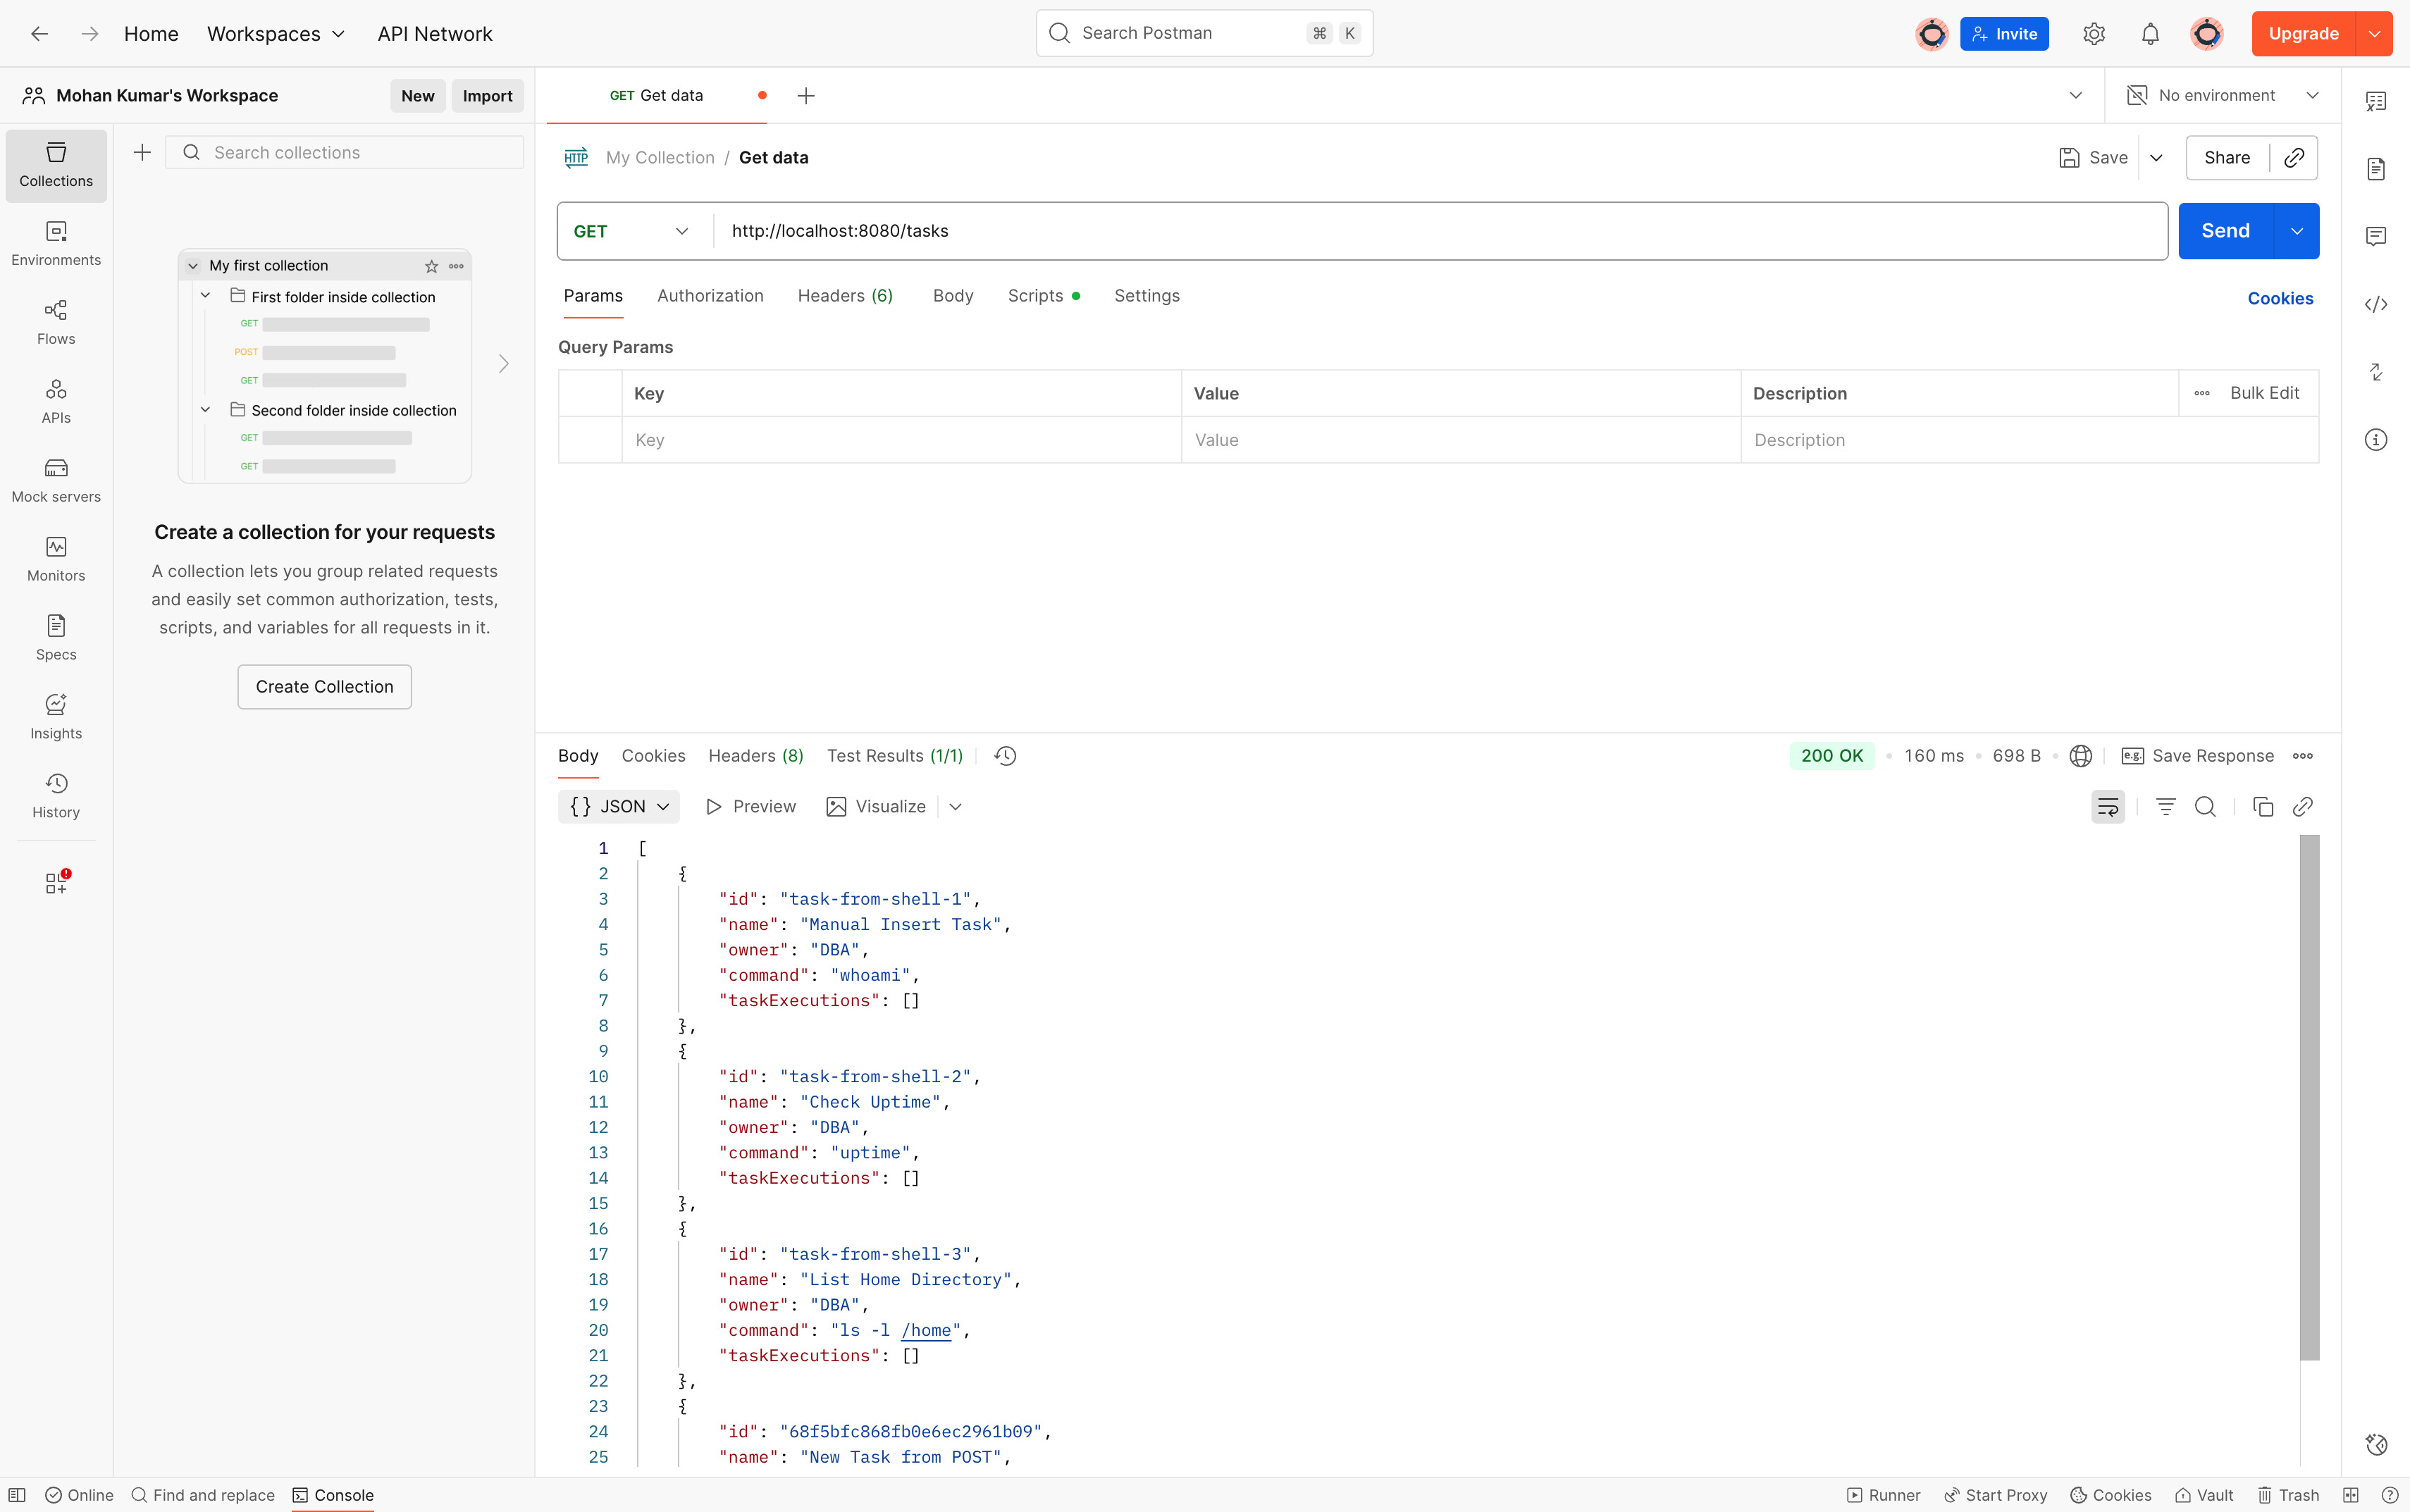 Home
Workspaces
API Network
Search Postman
⌘ K
Invite
Upgrade
Mohan Kumar's Workspace
New
Import
GET Get data
No environment
Collections
Environments
Flows
APIs
Mock servers
Monitors
Specs
Insights
History
Search collections
My first collection
First folder inside collection
GET
POST
GET
Second folder inside collection
GET
GET
Create a collection for your requests
A collection lets you group related requests
and easily set common authorization, tests,
scripts, and variables for all requests in it.
Create Collection
HTTP My Collection / Get data
Save
Share
GET
http://localhost:8080/tasks
Send
Params
Authorization
Headers (6)
Body
Scripts
Settings
Cookies
Query Params
Key
Value
Description
Bulk Edit
Key
Value
Description
Body
Cookies
Headers (8)
Test Results (1/1)
200 OK
160 ms
698 B
e.g. Save Response
{} JSON
Preview
Visualize
1 [
2 {
3 "id": "task-from-shell-1",
4 "name": "Manual Insert Task",
5 "owner": "DBA",
6 "command": "whoami",
7 "taskExecutions": []
8 },
9 {
10 "id": "task-from-shell-2",
11 "name": "Check Uptime",
12 "owner": "DBA",
13 "command": "uptime",
14 "taskExecutions": []
15 },
16 {
17 "id": "task-from-shell-3",
18 "name": "List Home Directory",
19 "owner": "DBA",
20 "command": "ls -l /home",
21 "taskExecutions": []
22 },
23 {
24 "id": "68f5bfc868fb0e6ec2961b09",
25 "name": "New Task from POST",
Online
Find and replace
Console
Runner
Start Proxy
Cookies
Vault
Trash